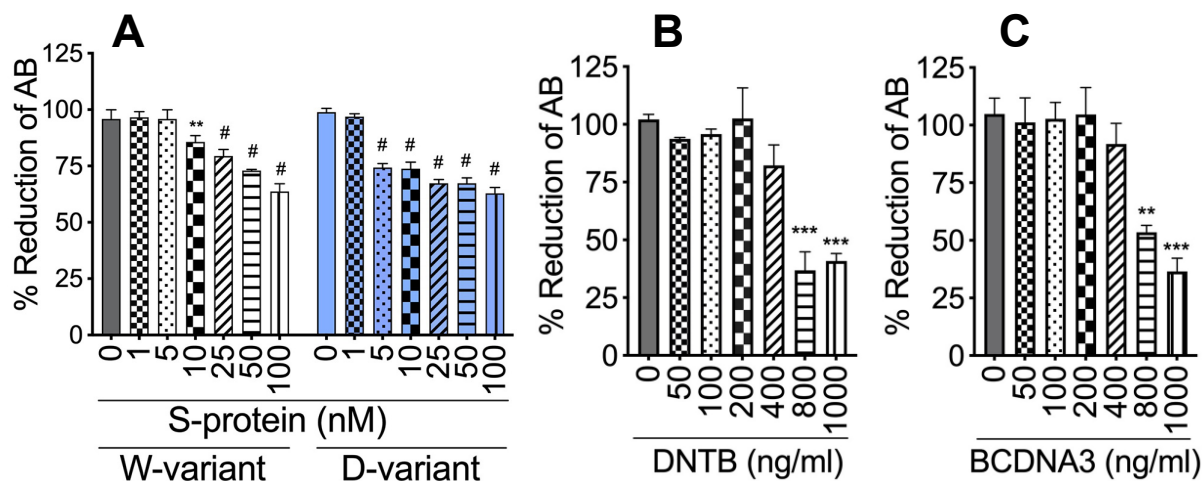 A
% Reduction of AB
125
100
75
50
25
0
** # # #
# # # # #
0 1 5 10 25 50 100
0 1 5 10 25 50 100
S-protein (nM)
W-variant
D-variant
B
% Reduction of AB
125
100
75
50
25
0
*** ***
0 50 100 200 400 800 1000
DNTB (ng/ml)
C
% Reduction of AB
125
100
75
50
25
0
** ***
0 50 100 200 400 800 1000
BCDNA3 (ng/ml)